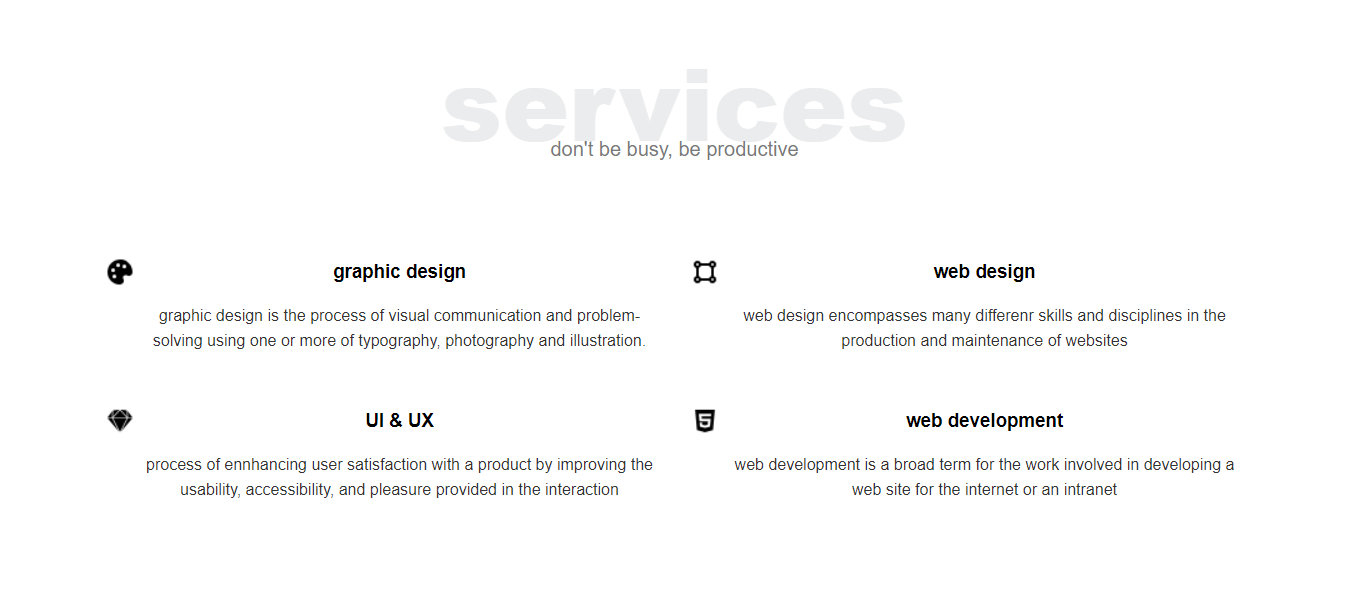 services
don't be busy, be productive
graphic design
graphic design is the process of visual communication and problem-
solving using one or more of typography, photography and illustration.
web design
web design encompasses many differenr skills and disciplines in the
production and maintenance of websites
UI & UX
process of ennhancing user satisfaction with a product by improving the
usability, accessibility, and pleasure provided in the interaction
web development
web development is a broad term for the work involved in developing a
web site for the internet or an intranet